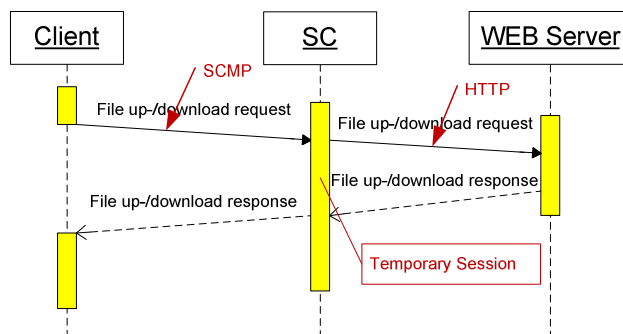 Client
SC
WEB Server
SCMP
HTTP
File up-/download request
File up-/download request
File up-/download response
File up-/download response
Temporary Session